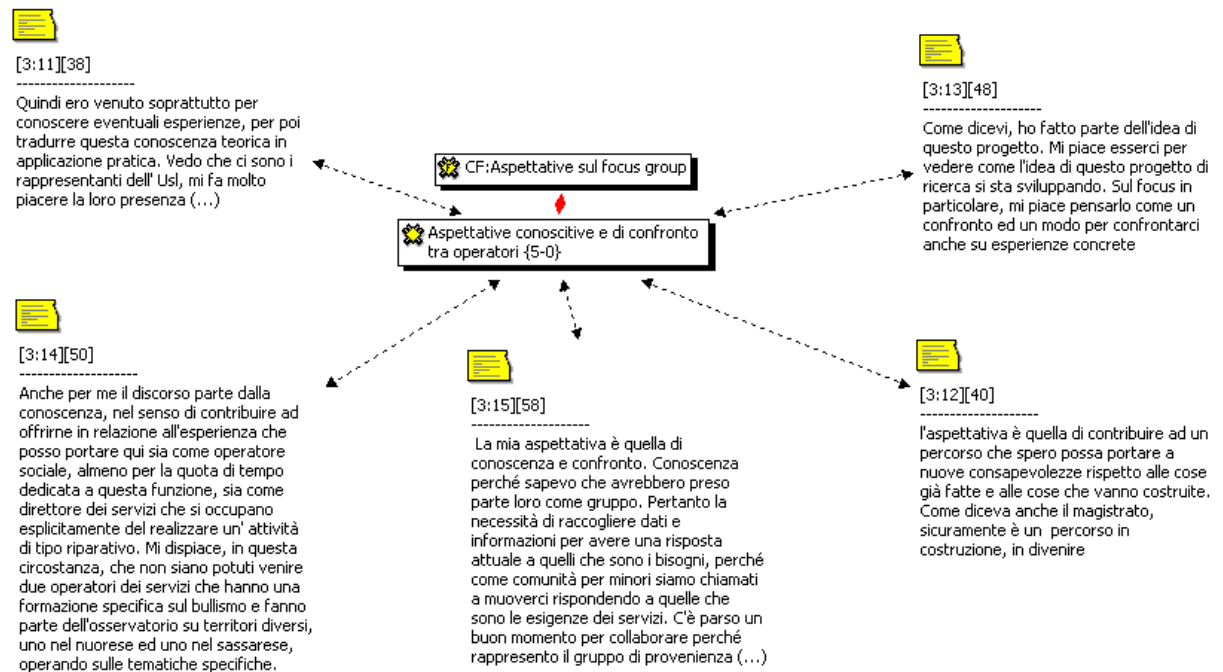 [3:11][38]
--------------------
Quindi ero venuto soprattutto per
conoscere eventuali esperienze, per poi
tradurre questa conoscenza teorica in
applicazione pratica. Vedo che ci sono i
rappresentanti dell' Usl, mi fa molto
piacere la loro presenza (...)
CF:Aspettative sul focus group
Aspettative conoscitive e di confronto
tra operatori {5-0}
[3:13][48]
--------------------
Come dicevi, ho fatto parte dell'idea di
questo progetto. Mi piace esserci per
vedere come l'idea di questo progetto di
ricerca si sta sviluppando. Sul focus in
particolare, mi piace pensarlo come un
confronto ed un modo per confrontarci
anche su esperienze concrete
[3:14][50]
--------------------
Anche per me il discorso parte dalla
conoscenza, nel senso di contribuire ad
offrirne in relazione all'esperienza che
posso portare qui sia come operatore
sociale, almeno per la quota di tempo
dedicata a questa funzione, sia come
direttore dei servizi che si occupano
esplicitamente del realizzare un' attività
di tipo riparativo. Mi dispiace, in questa
circostanza, che non siano potuti venire
due operatori dei servizi che hanno una
formazione specifica sul bullismo e fanno
parte dell'osservatorio su territori diversi,
uno nel nuorese ed uno nel sassarese,
operando sulle tematiche specifiche.
[3:15][58]
--------------------
La mia aspettativa è quella di
conoscenza e confronto. Conoscenza
perché sapevo che avrebbero preso
parte loro come gruppo. Pertanto la
necessità di raccogliere dati e
informazioni per avere una risposta
attuale a quelli che sono i bisogni, perché
come comunità per minori siamo chiamati
a muoverci rispondendo a quelle che
sono le esigenze dei servizi. C'è parso un
buon momento per collaborare perché
rappresento il gruppo di provenienza (...)
[3:12][40]
--------------------
l'aspettativa è quella di contribuire ad un
percorso che spero possa portare a
nuove consapevolezze rispetto alle cose
già fatte e alle cose che vanno costruite.
Come diceva anche il magistrato,
sicuramente è un  percorso in
costruzione, in divenire